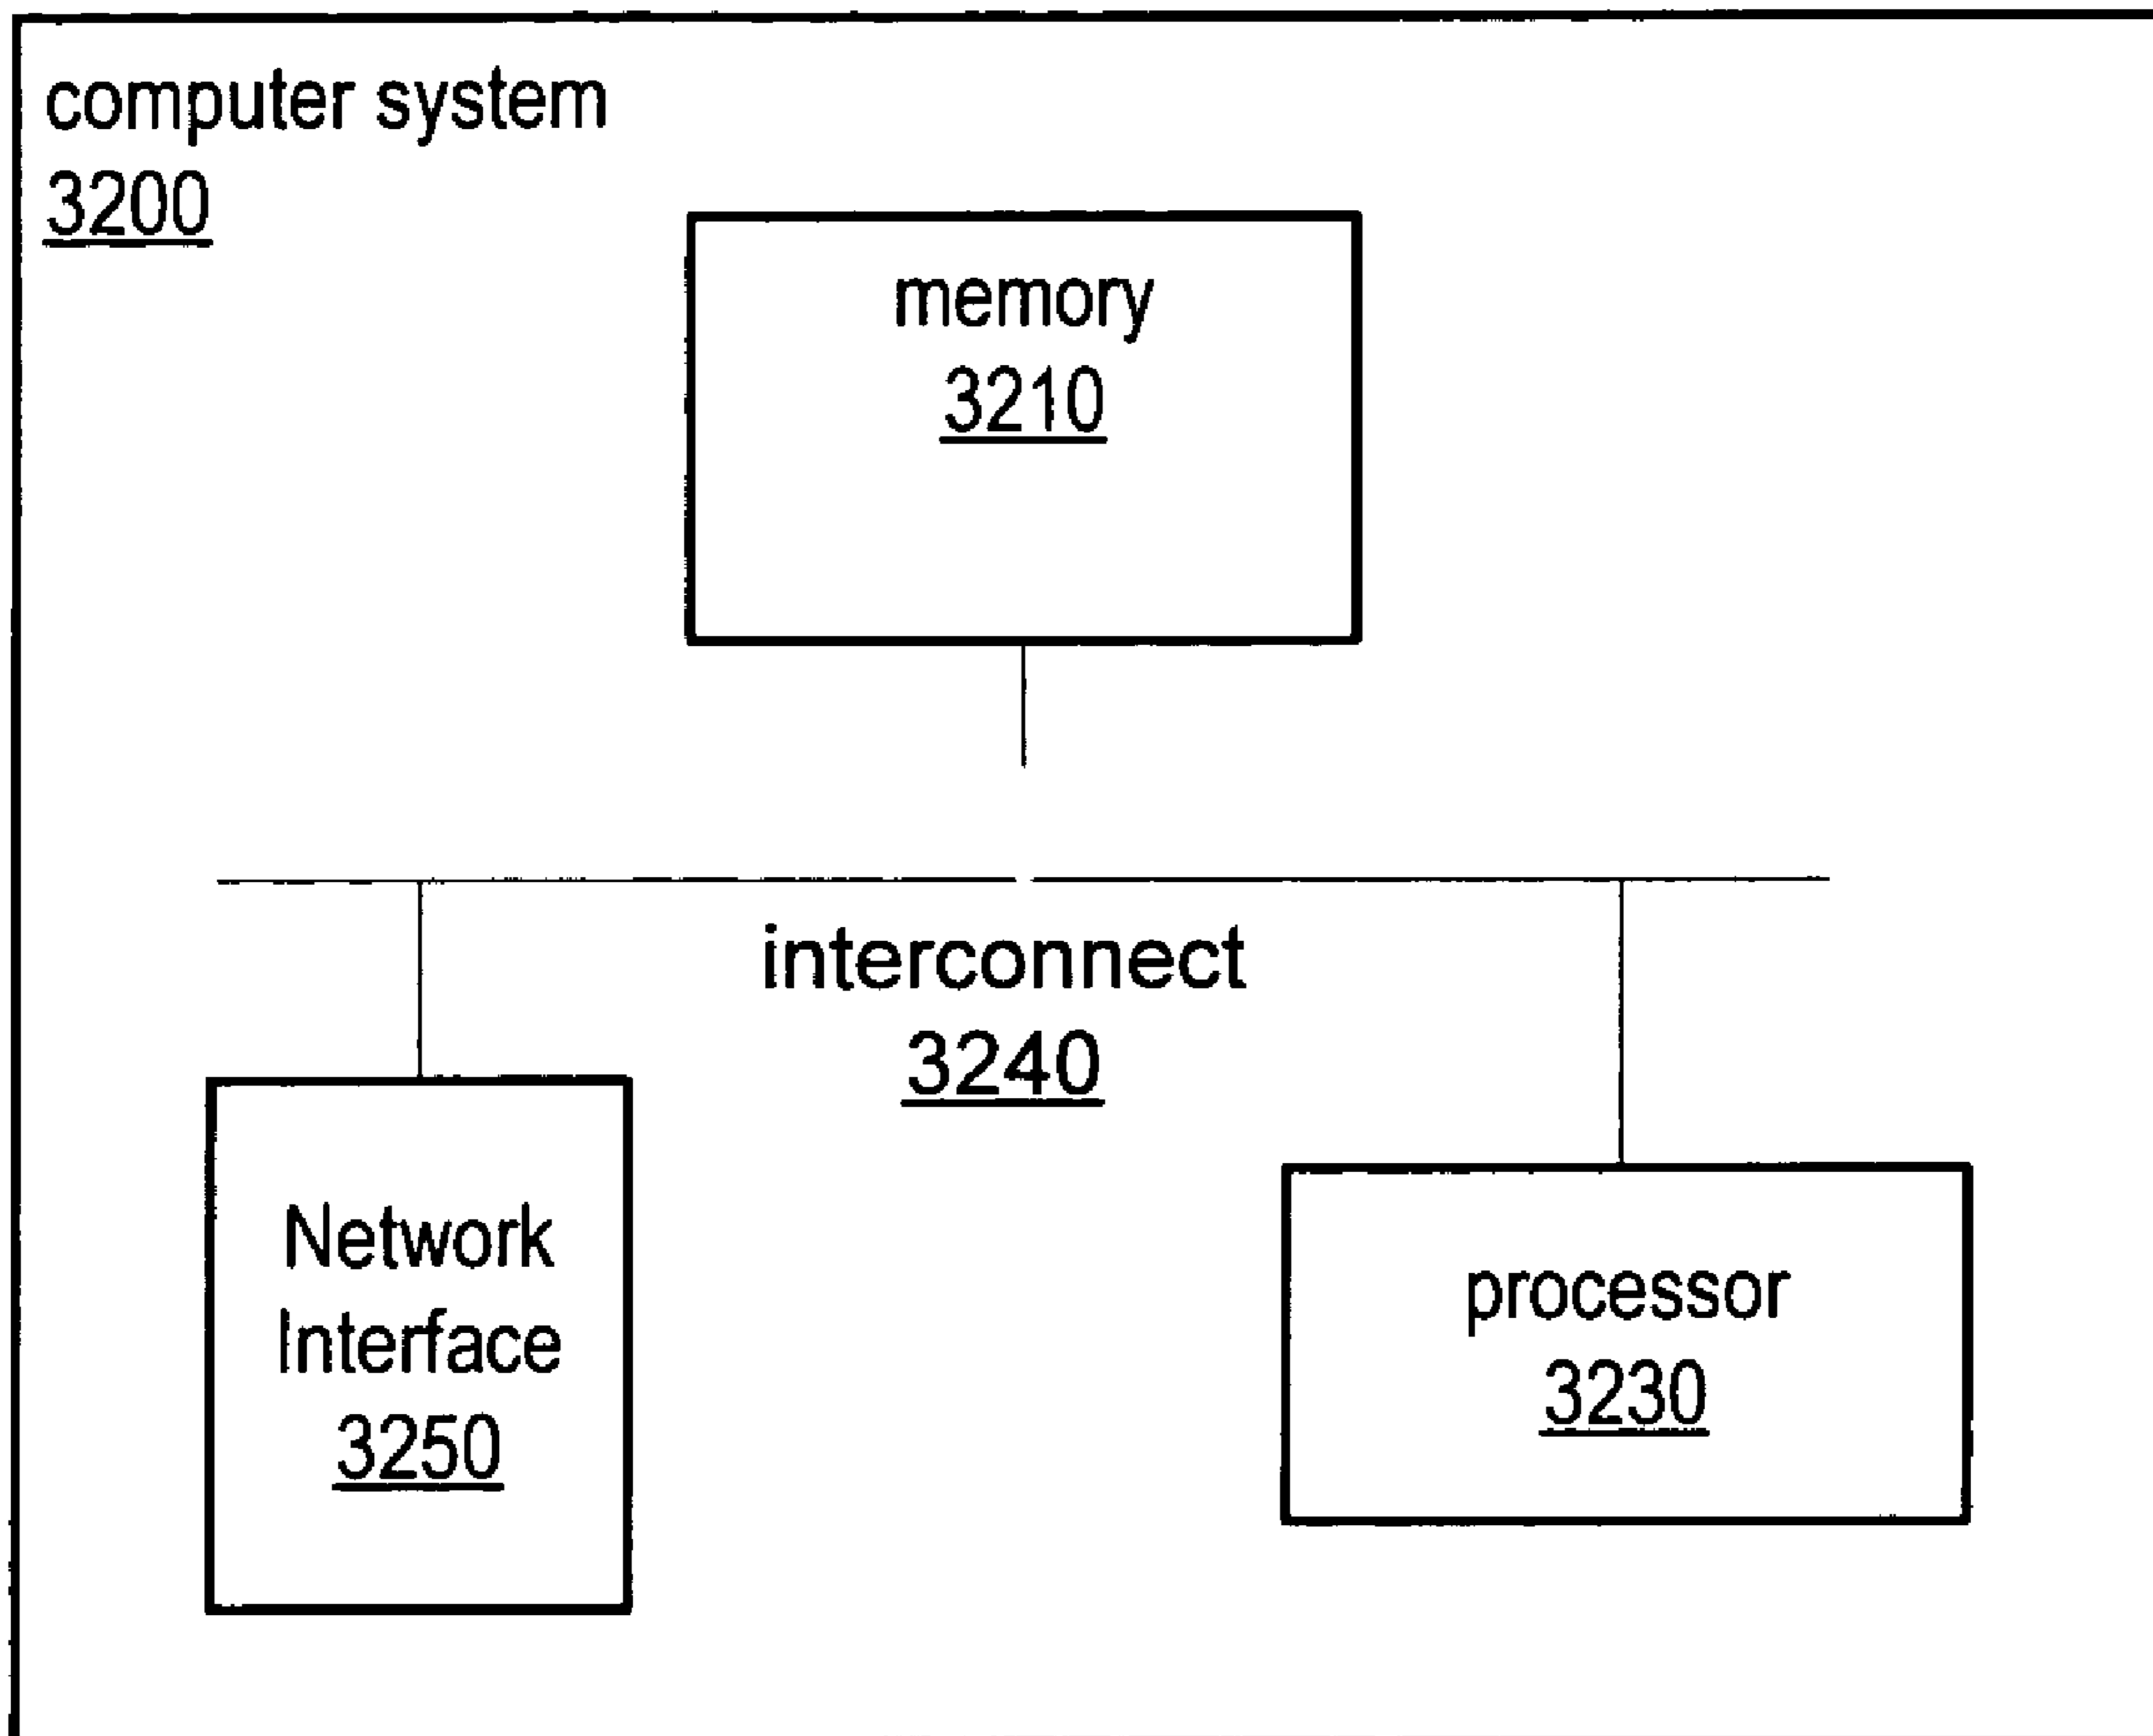 computer system
3200
memory
3210
interconnect
3240
Network
Interface
3250
processor
3230